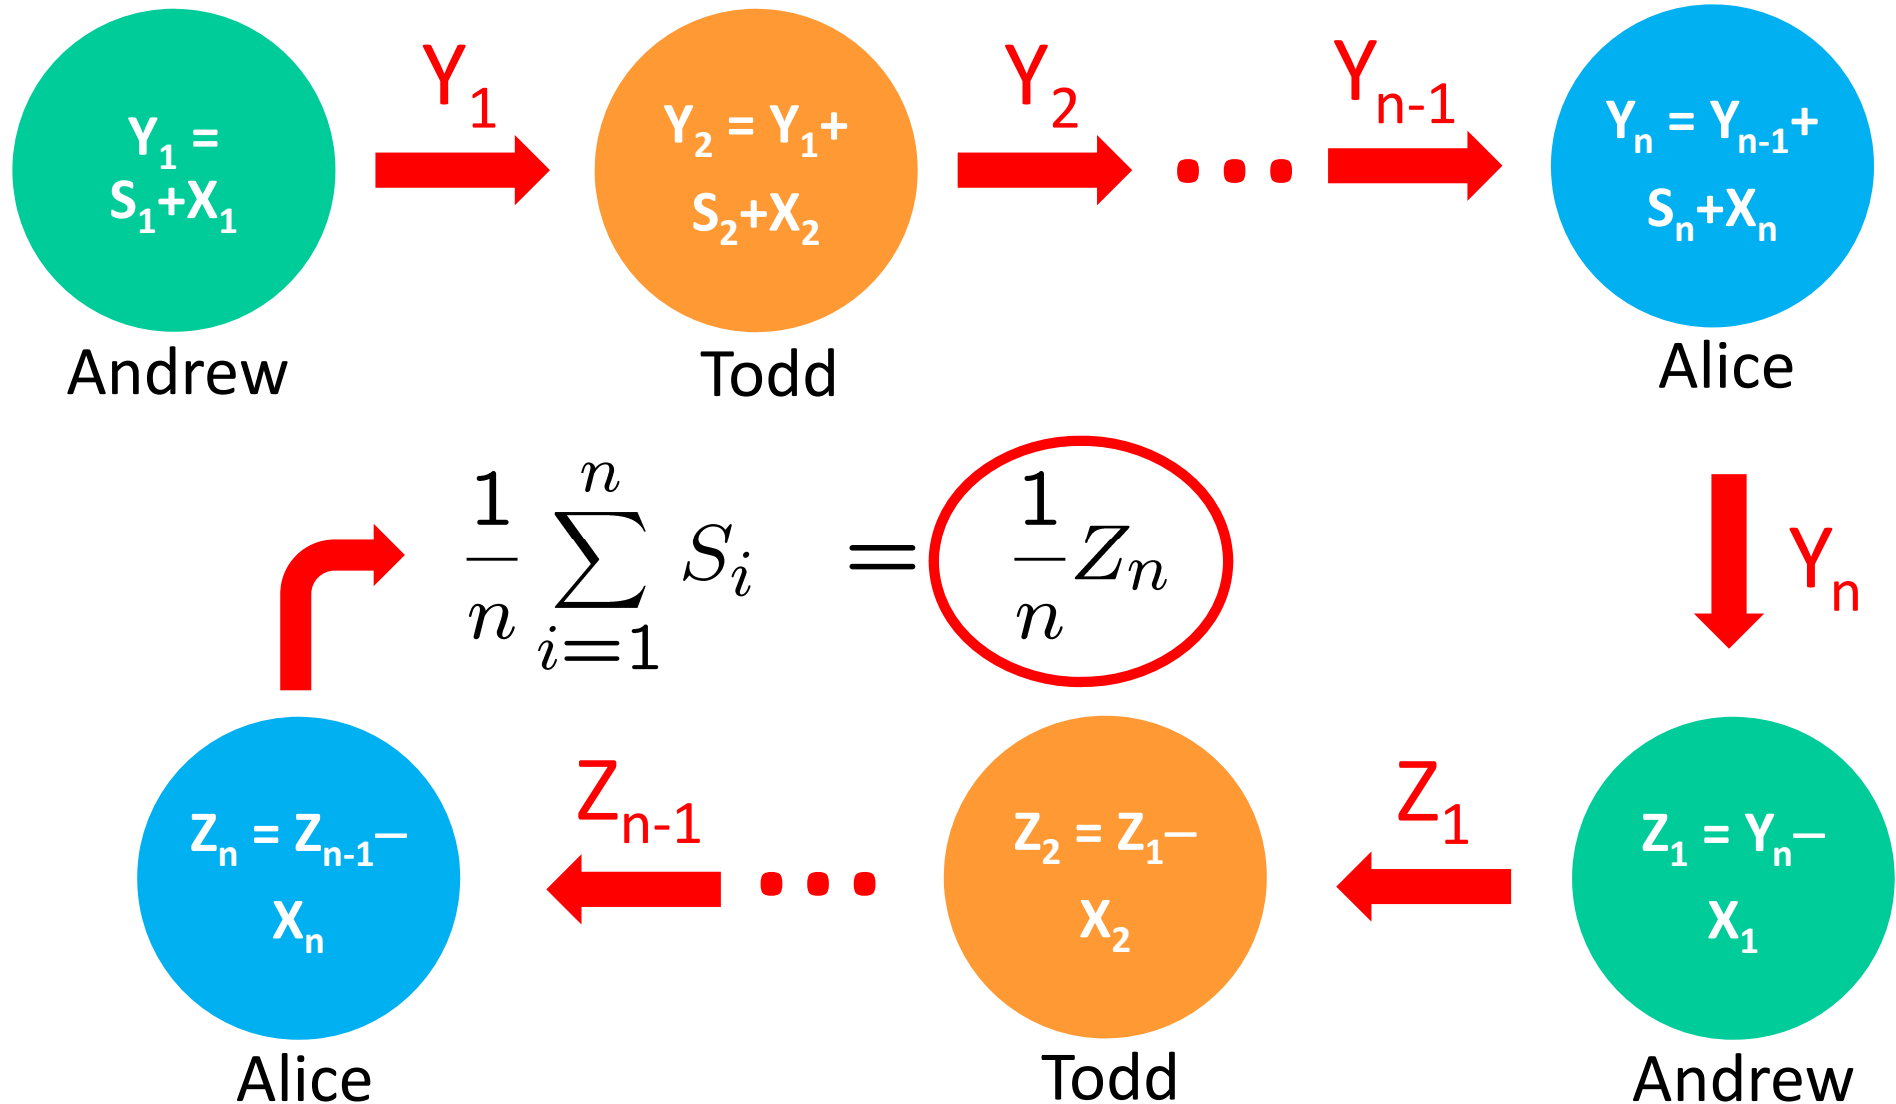 Y₁ =
S₁+X₁
Andrew
Y₁
Y₂ = Y₁+
S₂+X₂
Todd
Y₂
...
Yₙ₋₁
Yₙ = Yₙ₋₁+
Sₙ+Xₙ
Alice
Yₙ
Z₁ = Yₙ–
X₁
Andrew
Z₁
Z₂ = Z₁–
X₂
Todd
...
Zₙ₋₁
Zₙ = Zₙ₋₁–
Xₙ
Alice
1/n ∑ⁿᵢ₌₁ Sᵢ = 1/n Zₙ